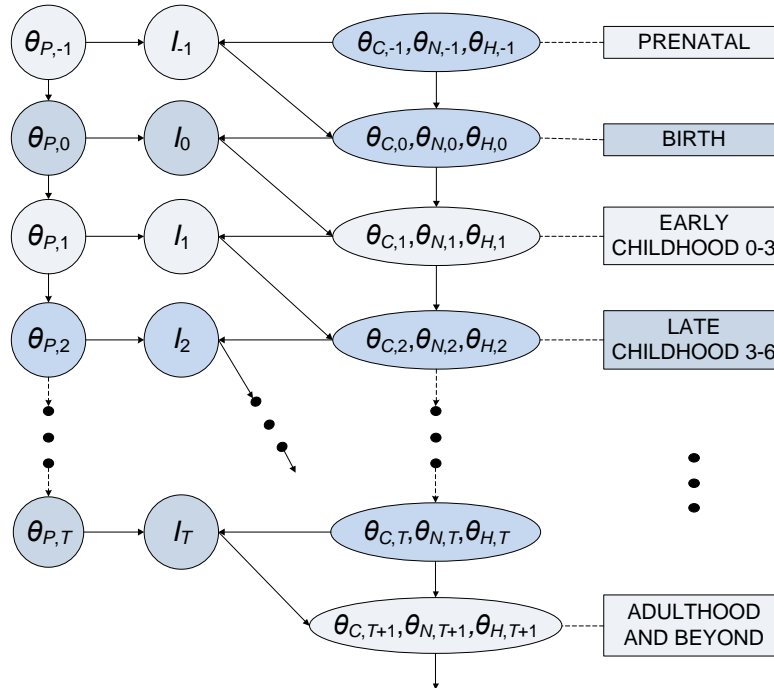 θP,-1 I-1 θC,-1,θN,-1,θH,-1 PRENATAL
θP,0 I0 θC,0,θN,0,θH,0 BIRTH
θP,1 I1 θC,1,θN,1,θH,1 EARLY
CHILDHOOD 0-3
θP,2 I2 θC,2,θN,2,θH,2 LATE
CHILDHOOD 3-6
θP,T IT θC,T,θN,T,θH,T
θC,T+1,θN,T+1,θH,T+1 ADULTHOOD
AND BEYOND